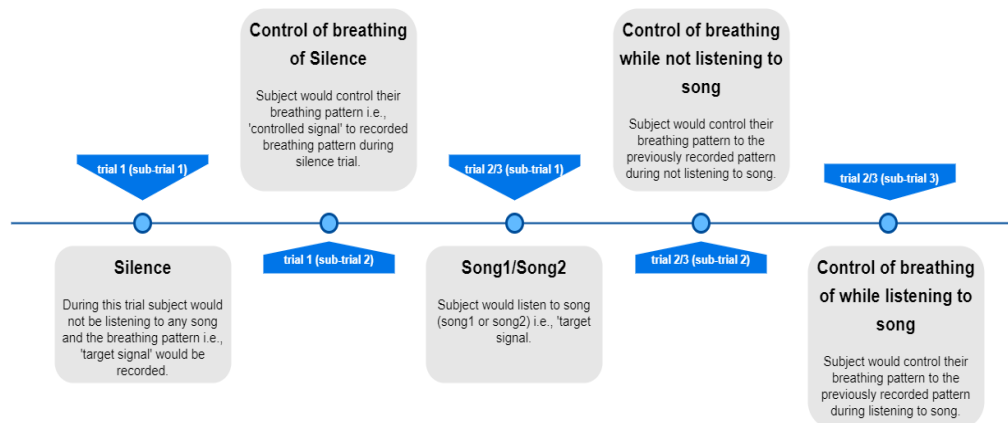 Control of breathing
of Silence
Subject would control their
breathing pattern i.e.,
'controlled signal' to recorded
breathing pattern during
silence trial.
Control of breathing
while not listening to
song
Subject would control their
breathing pattern to the
previously recorded pattern
during not listening to song.
trial 1 (sub-trial 1)
trial 2/3 (sub-trial 1)
trial 2/3 (sub-trial 3)
trial 1 (sub-trial 2)
trial 2/3 (sub-trial 2)
Silence
During this trial subject would
not be listening to any song
and the breathing pattern i.e.,
'target signal' would be
recorded.
Song1/Song2
Subject would listen to song
(song1 or song2) i.e., 'target
signal.
Control of breathing
of while listening to
song
Subject would control their
breathing pattern to the
previously recorded pattern
during listening to song.